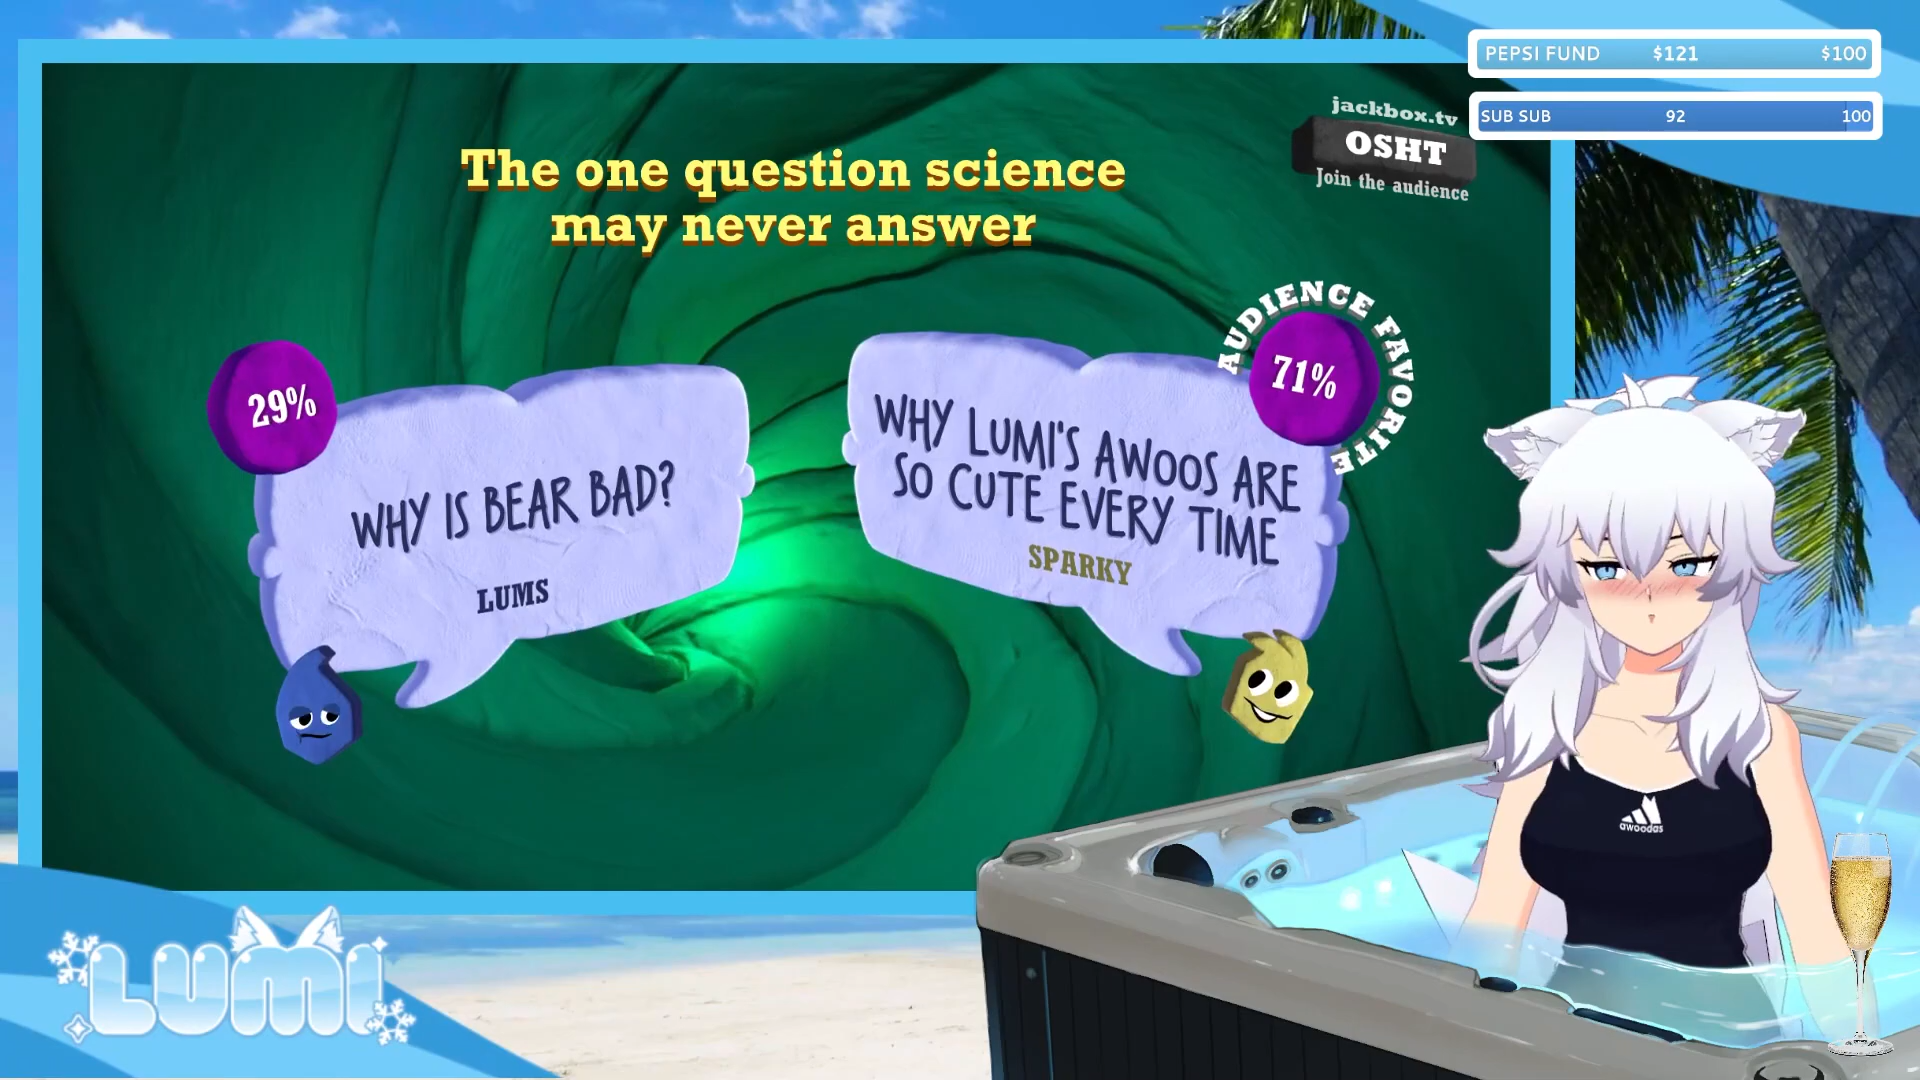 PEPSI FUND $121 $100
SUB SUB 92 100
jackbox.tv
OSHT
Join the audience
The one question science
may never answer
29%
WHY IS BEAR BAD?
LUMS
AUDIENCE FAVORITE
71%
WHY LUMI'S AWOOS ARE
SO CUTE EVERY TIME
SPARKY
awoodas
LUMI